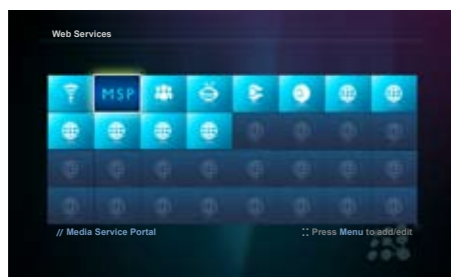 Web Services
MSP
// Media Service Portal
:: Press Menu to add/edit